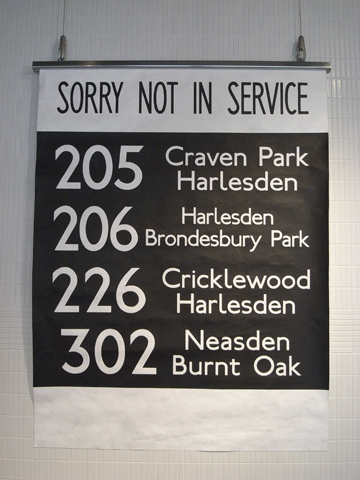 SORRY NOT IN SERVICE
205 Craven Park
Harlesden
206 Harlesden
Brondesbury Park
226 Cricklewood
Harlesden
302 Neasden
Burnt Oak